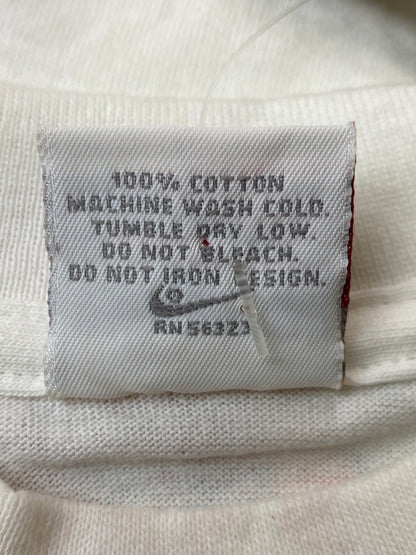 100% COTTON
MACHINE WASH COLD.
TUMBLE DRY LOW.
DO NOT BLEACH.
DO NOT IRON DESIGN.
RN56323